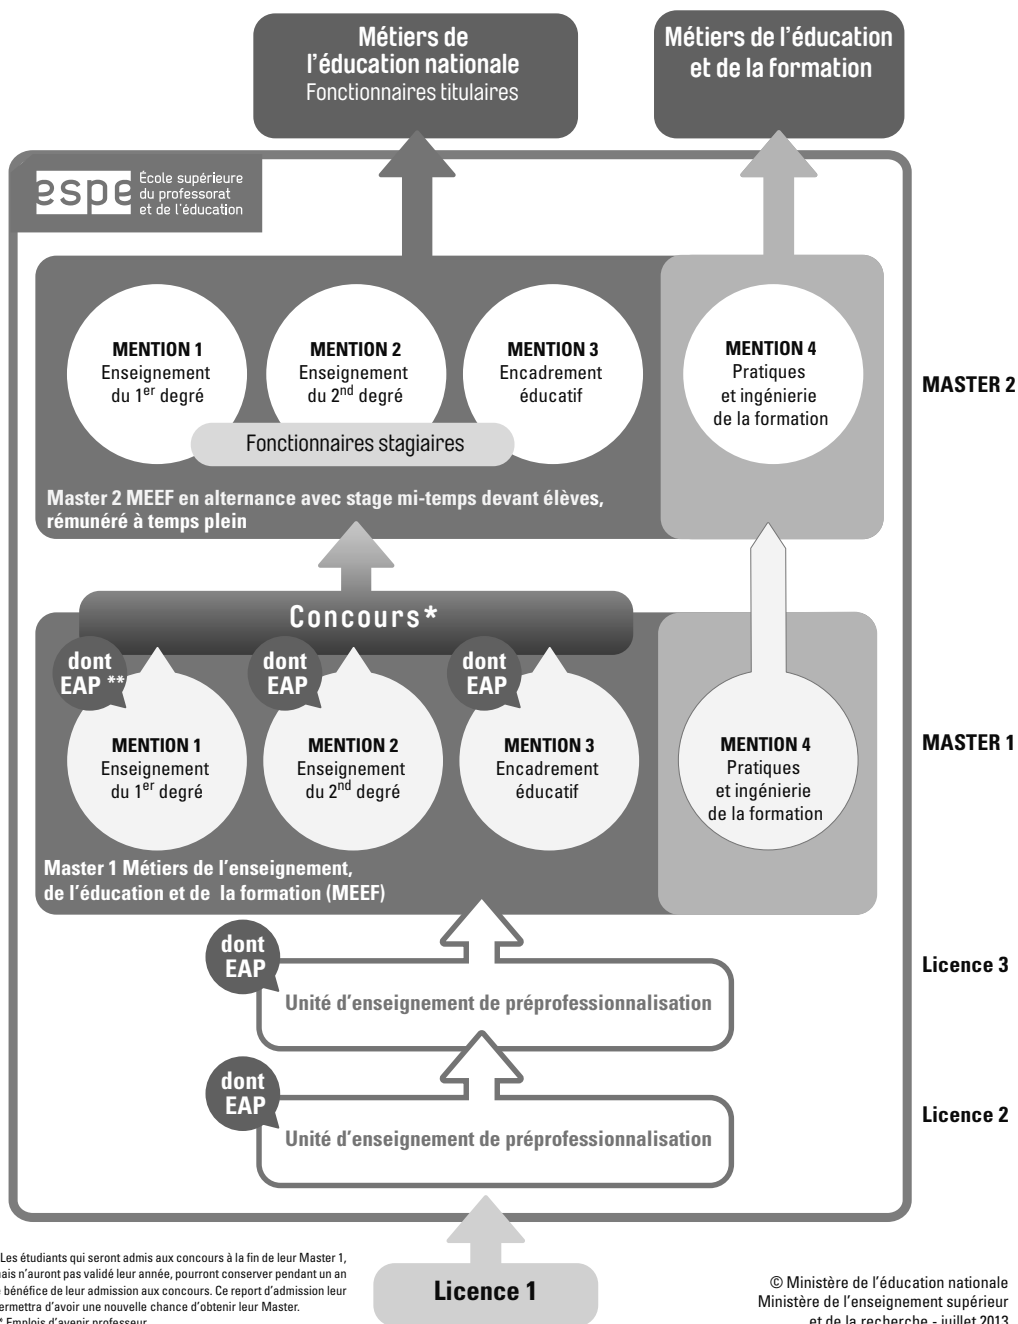 Métiers de
l'éducation nationale
Fonctionnaires titulaires
Métiers de l'éducation
et de la formation
espe
École supérieure
du professorat
et de l'éducation
MENTION 1
Enseignement
du 1er degré
MENTION 2
Enseignement
du 2nd degré
MENTION 3
Encadrement
éducatif
MENTION 4
Pratiques
et ingénierie
de la formation
MASTER 2
Fonctionnaires stagiaires
Master 2 MEEF en alternance avec stage mi-temps devant élèves,
rémunéré à temps plein
Concours*
dont
EAP **
dont
EAP
dont
EAP
MENTION 1
Enseignement
du 1er degré
MENTION 2
Enseignement
du 2nd degré
MENTION 3
Encadrement
éducatif
MENTION 4
Pratiques
et ingénierie
de la formation
MASTER 1
Master 1 Métiers de l'enseignement,
de l'éducation et de la formation (MEEF)
dont
EAP
Unité d'enseignement de préprofessionnalisation
Licence 3
dont
EAP
Unité d'enseignement de préprofessionnalisation
Licence 2
Licence 1
Les étudiants qui seront admis aux concours à la fin de leur Master 1,
n'auront pas validé leur année, pourront conserver pendant un an
bénéfice de leur admission aux concours. Ce report d'admission leur
d'avoir une nouvelle chance d'obtenir leur Master.
* Emplois d'avenir professeur
© Ministère de l'éducation nationale
Ministère de l'enseignement supérieur
et de la recherche - juillet 2013